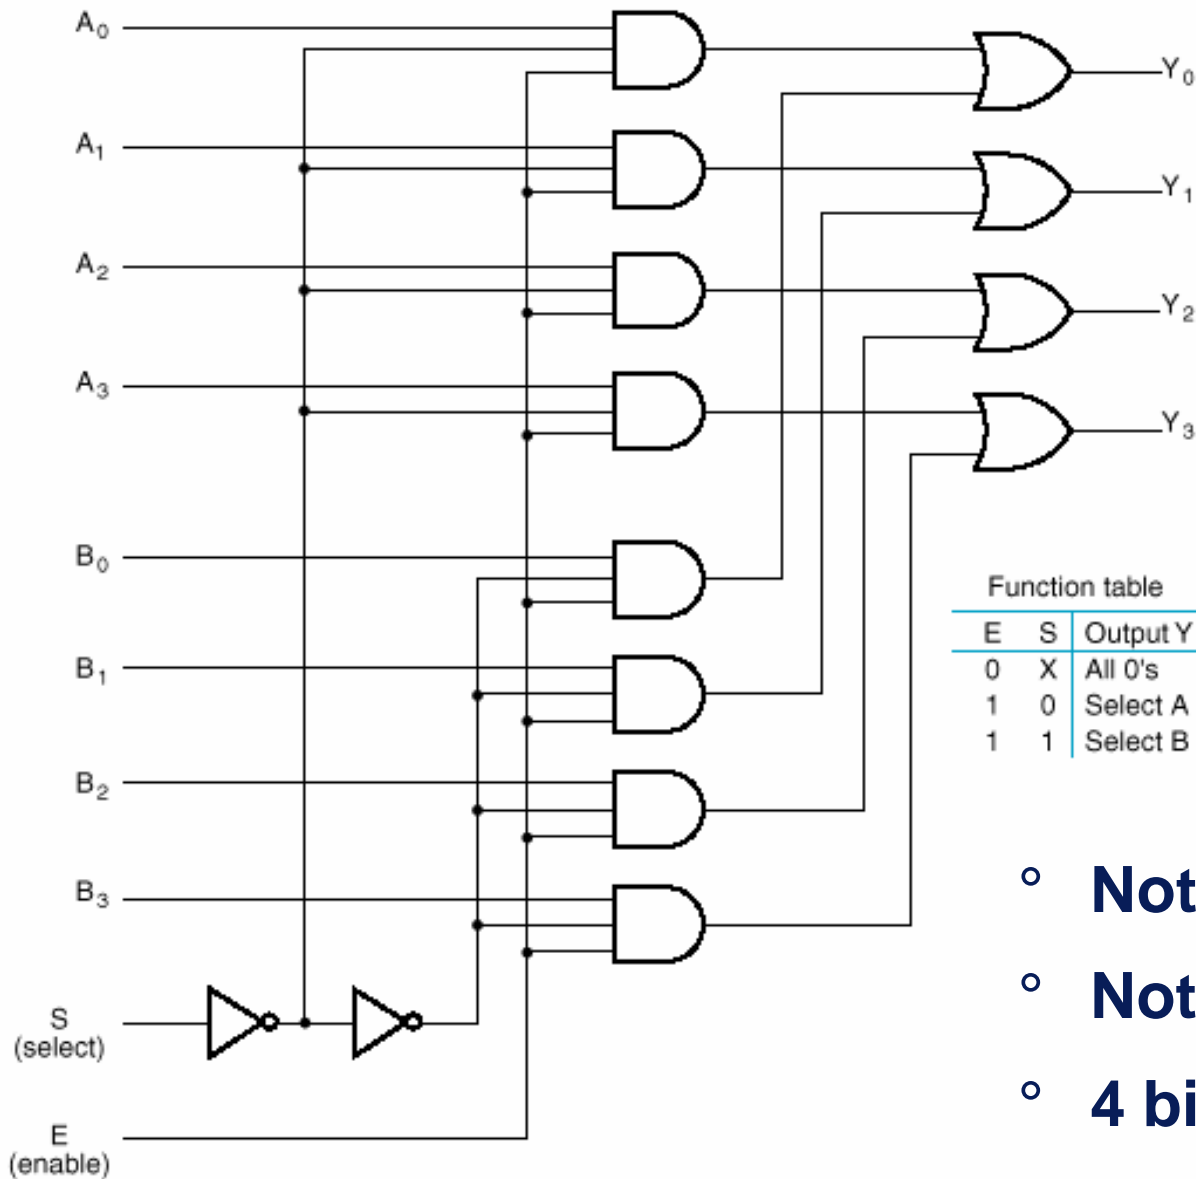 A0
Y0
A1
Y1
A2
Y2
A3
Y3
B0
Function table
E S Output Y
0 X All 0's
1 0 Select A
1 1 Select B
B1
B2
B3
° Not
° Not
° 4 bi
S
(select)
E
(enable)